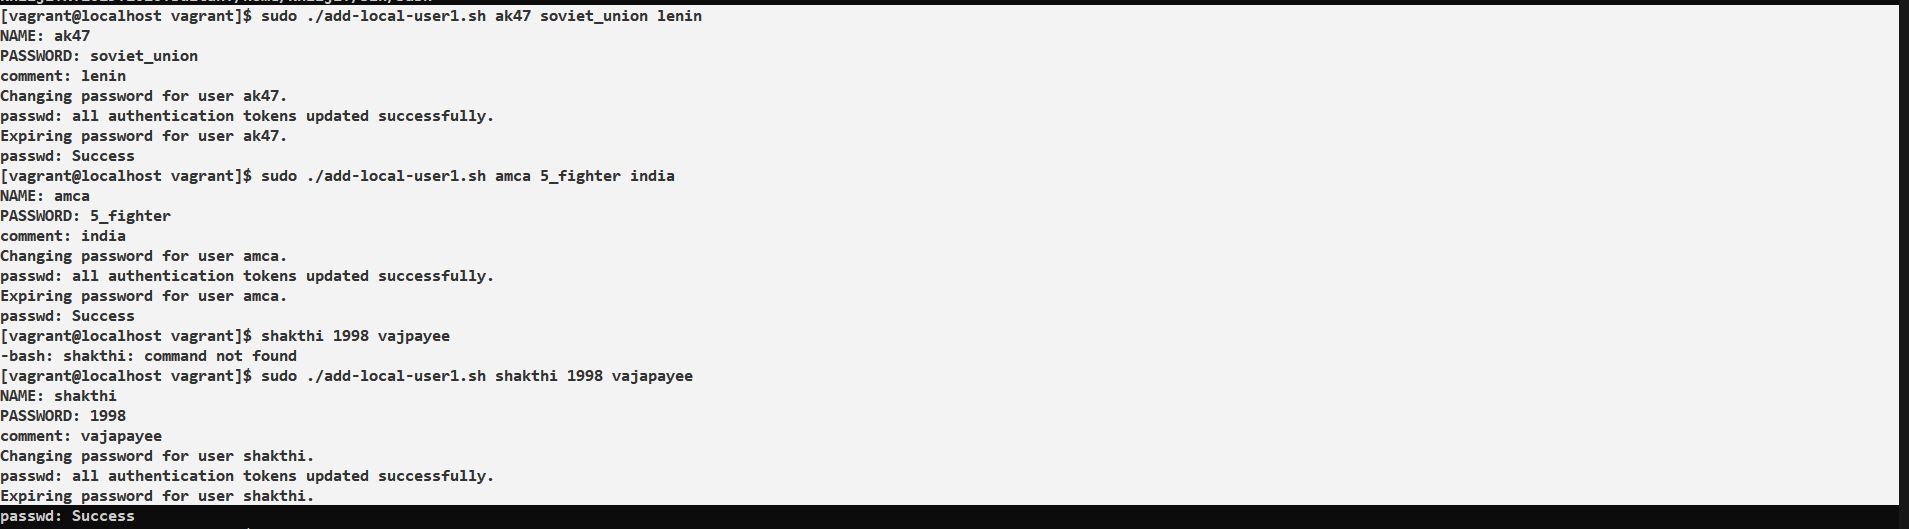 [vagrant@localhost vagrant]$ sudo ./add-local-user1.sh ak47 soviet_union lenin
NAME: ak47
PASSWORD: soviet_union
comment: lenin
Changing password for user ak47.
passwd: all authentication tokens updated successfully.
Expiring password for user ak47.
passwd: Success
[vagrant@localhost vagrant]$ sudo ./add-local-user1.sh amca 5_fighter india
NAME: amca
PASSWORD: 5_fighter
comment: india
Changing password for user amca.
passwd: all authentication tokens updated successfully.
Expiring password for user amca.
passwd: Success
[vagrant@localhost vagrant]$ shakthi 1998 vajpayee
-bash: shakthi: command not found
[vagrant@localhost vagrant]$ sudo ./add-local-user1.sh shakthi 1998 vajapayee
NAME: shakthi
PASSWORD: 1998
comment: vajapayee
Changing password for user shakthi.
passwd: all authentication tokens updated successfully.
Expiring password for user shakthi.
passwd: Success